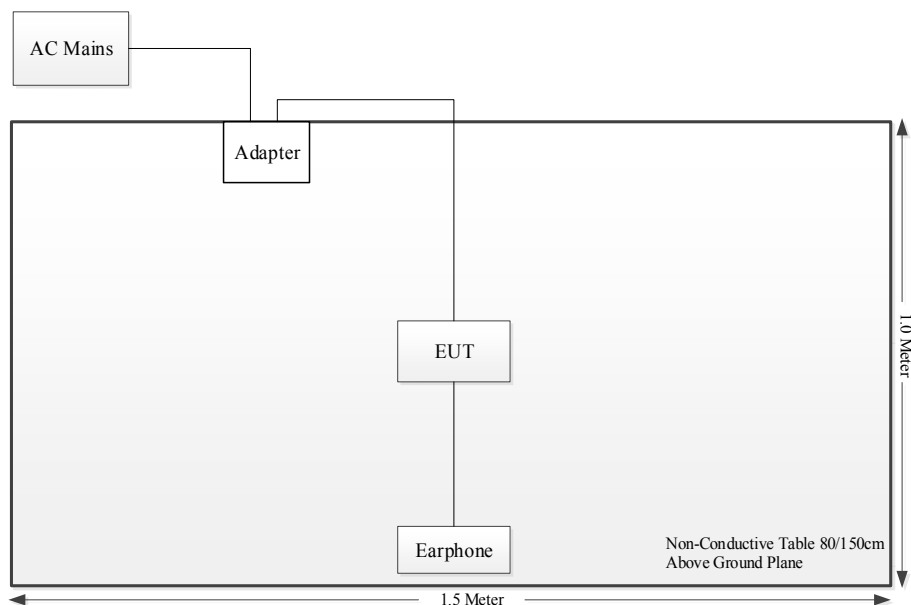 AC Mains
Adapter
EUT
1.0 Meter
Earphone
Non-Conductive Table 80/150cm
Above Ground Plane
1.5 Meter